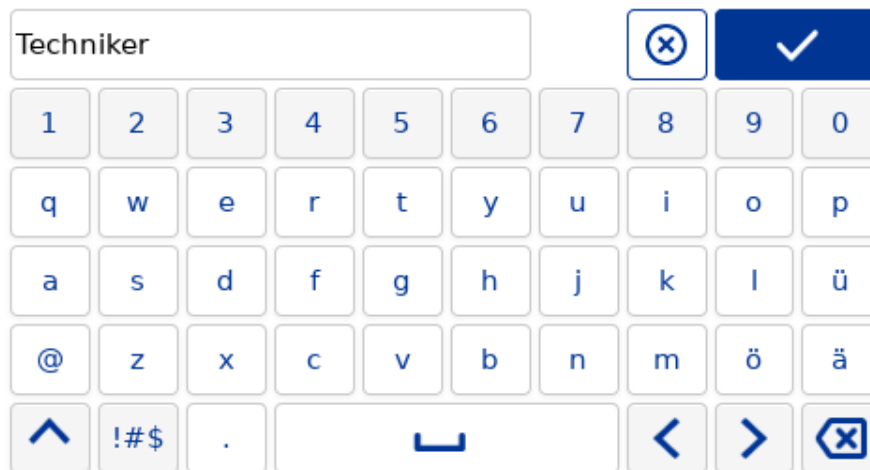 Techniker
1 2 3 4 5 6 7 8 9 0
q w e r t y u i o p
a s d f g h j k l ü
@ z x c v b n m ö ä
!#$ .